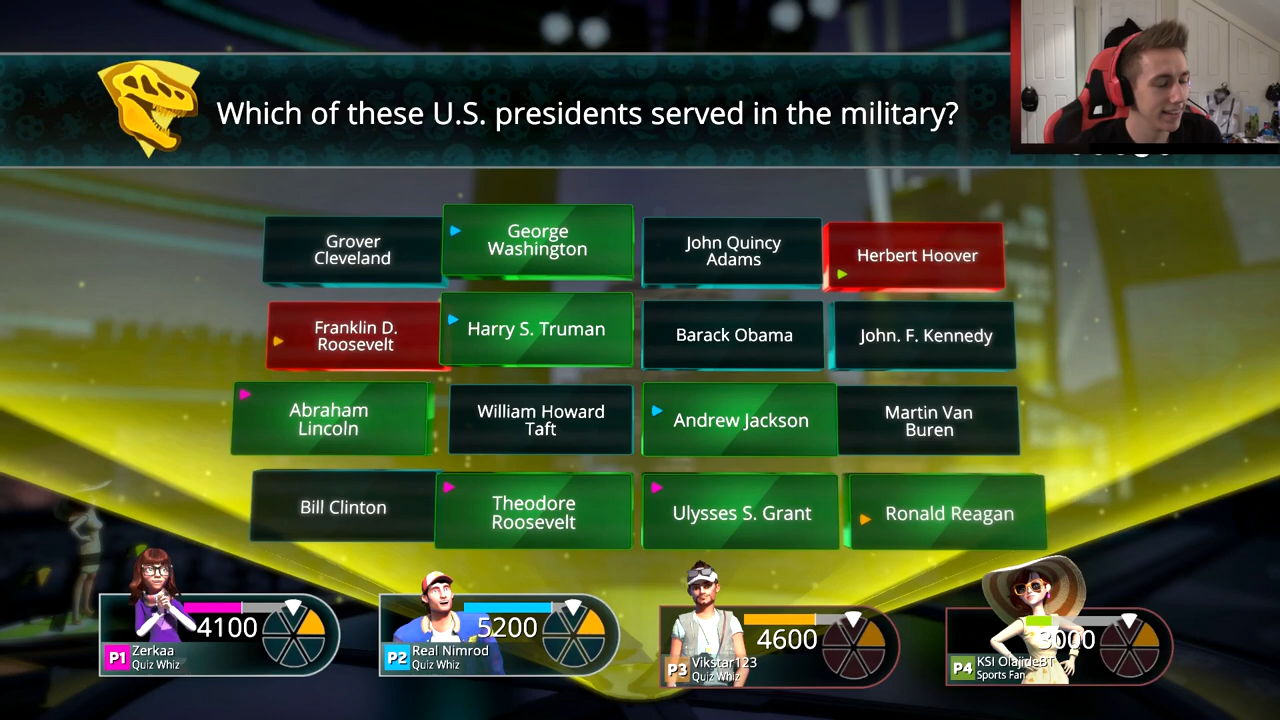 Which of these U.S. presidents served in the military?
Grover
Cleveland
George
Washington
John Quincy
Adams
Herbert Hoover
Franklin D.
Roosevelt
Harry S. Truman
Barack Obama
John. F. Kennedy
Abraham
Lincoln
William Howard
Taft
Andrew Jackson
Martin Van
Buren
Bill Clinton
Theodore
Roosevelt
Ulysses S. Grant
Ronald Reagan
4100
P1 Zerkaa
Quiz Whiz
5200
P2 Real Nimrod
Quiz Whiz
4600
P3 Vikstar123
Quiz Whiz
3000
P4 KSI OlajideBT
Sports Fan